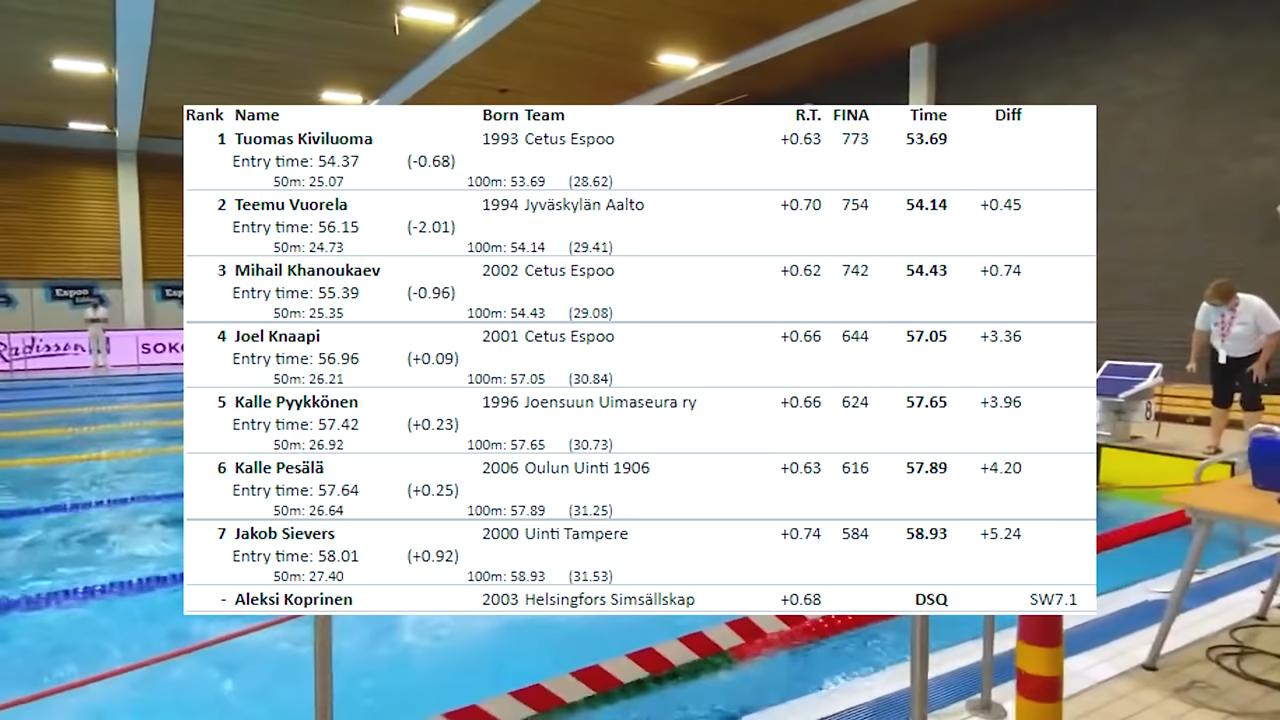 Rank Name Born Team R.T. FINA Time Diff
1 Tuomas Kiviluoma 1993 Cetus Espoo +0.63 773 53.69
Entry time: 54.37 (-0.68)
50m: 25.07 100m: 53.69 (28.62)
2 Teemu Vuorela 1994 Jyväskylän Aalto +0.70 754 54.14 +0.45
Entry time: 56.15 (-2.01)
50m: 24.73 100m: 54.14 (29.41)
3 Mihail Khanoukaev 2002 Cetus Espoo +0.62 742 54.43 +0.74
Entry time: 55.39 (-0.96)
50m: 25.35 100m: 54.43 (29.08)
4 Joel Knaapi 2001 Cetus Espoo +0.66 644 57.05 +3.36
Entry time: 56.96 (+0.09)
50m: 26.21 100m: 57.05 (30.84)
5 Kalle Pyykkönen 1996 Joensuun Uimaseura ry +0.66 624 57.65 +3.96
Entry time: 57.42 (+0.23)
50m: 26.92 100m: 57.65 (30.73)
6 Kalle Pesälä 2006 Oulun Uinti 1906 +0.63 616 57.89 +4.20
Entry time: 57.64 (+0.25)
50m: 26.64 100m: 57.89 (31.25)
7 Jakob Sievers 2000 Uinti Tampere +0.74 584 58.93 +5.24
Entry time: 58.01 (+0.92)
50m: 27.40 100m: 58.93 (31.53)
- Aleksi Koprinen 2003 Helsingfors Simsällskap +0.68 DSQ SW7.1
Espoo
Esp
Radisson
SOK
8